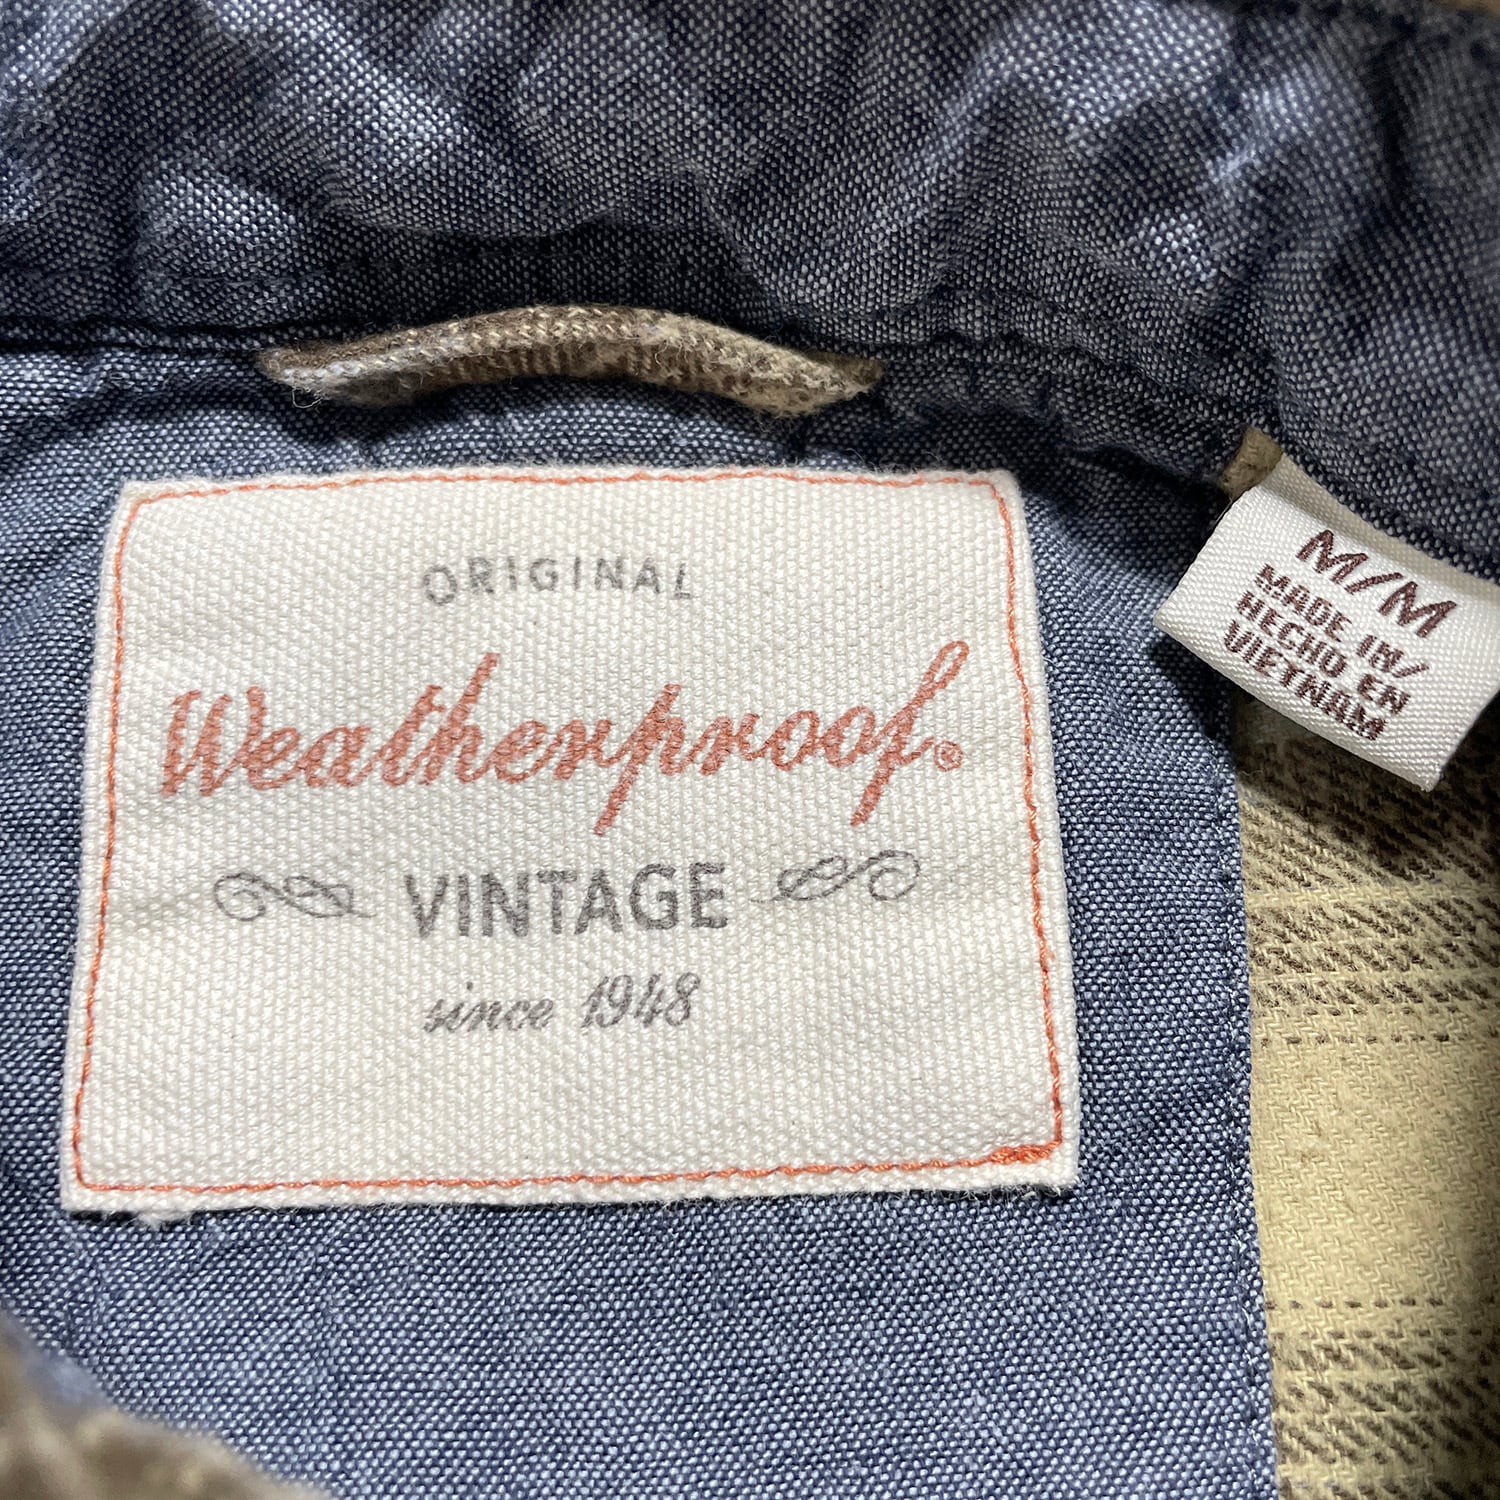 ORIGINAL
Weatherproof®
VINTAGE
since 1948
M/M
MADE IN/
HECHO EN
VIETNAM